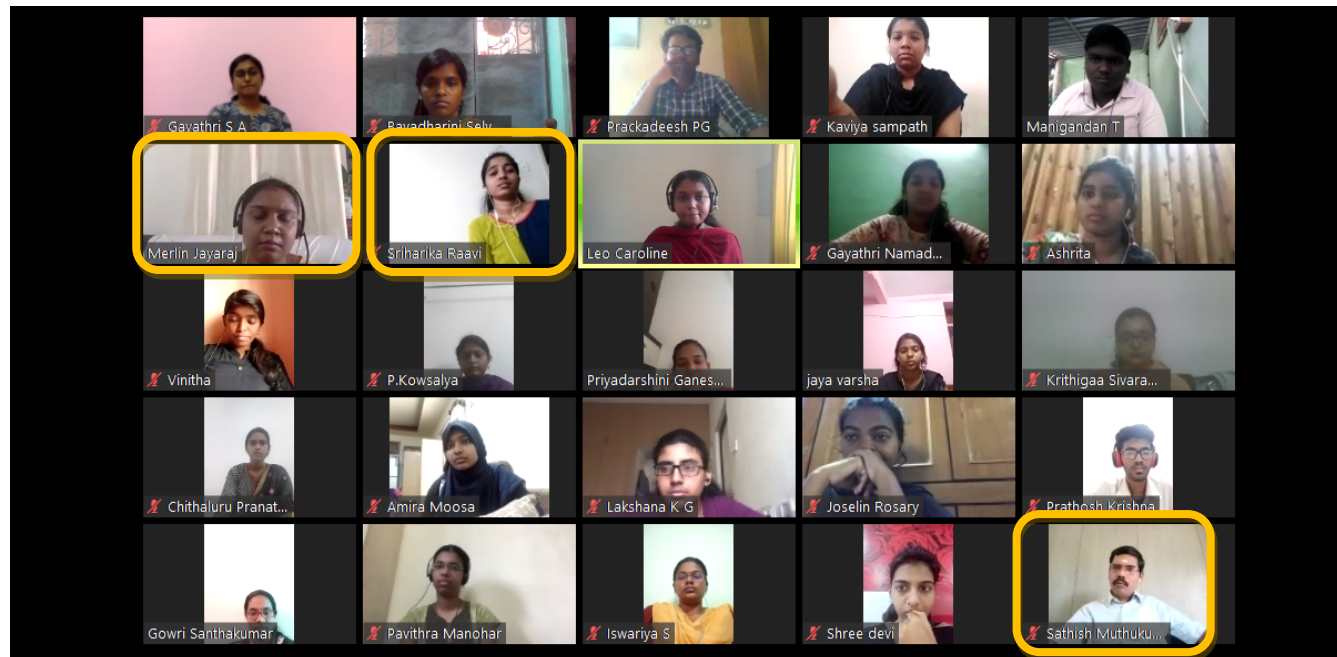 Gayathri S A
Payadharini Selv...
Prackadeesh PG
Kaviya sampath
Manigandan T
Merlin Jayaraj
Sriharika Raavi
Leo Caroline
Gayathri Namad...
Ashrita
Vinitha
P.Kowsalya
Priyadarshini Ganes...
jaya varsha
Krithigaa Sivara...
Chithaluru Pranat...
Amira Moosa
Lakshana K G
Joselin Rosary
Prathosh Krishna
Gowri Santhakumar
Pavithra Manohar
Iswariya S
Shree devi
Sathish Muthuku...